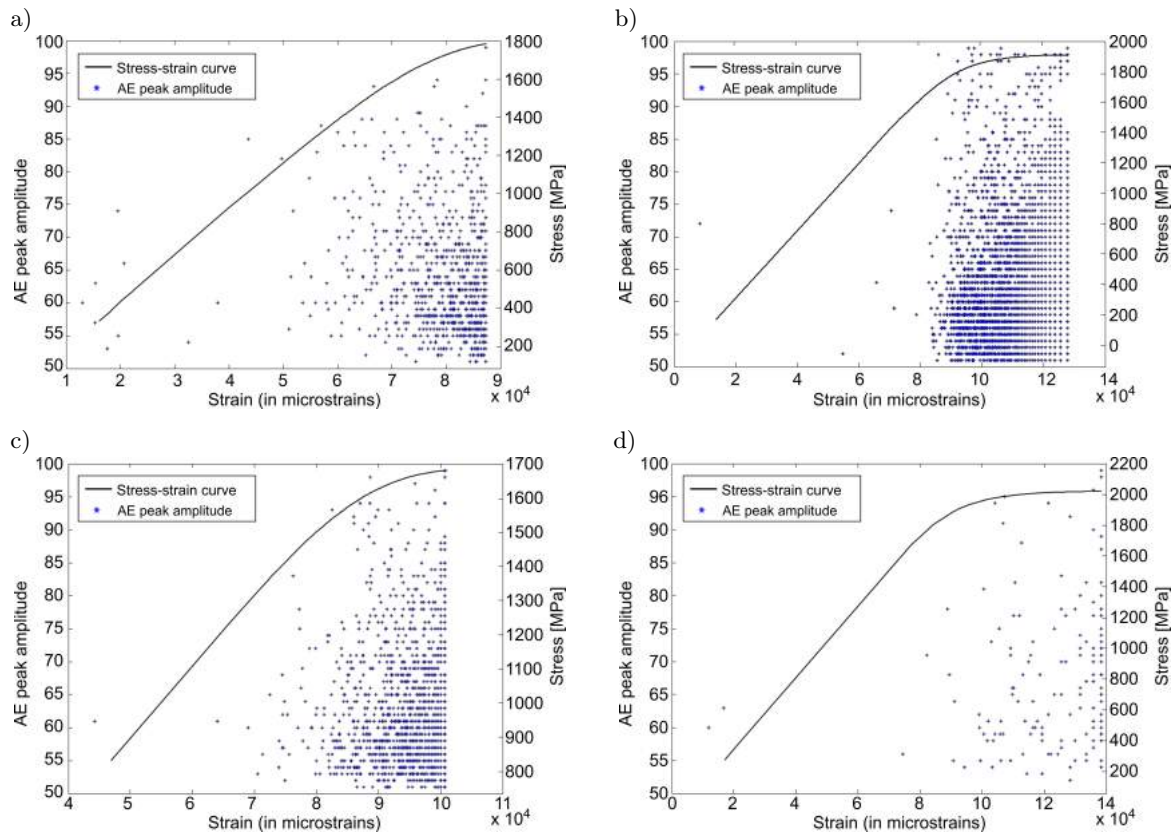 a)
100
95
90
85
80
75
70
65
60
55
50
AE peak amplitude
Stress-strain curve
AE peak amplitude
1800
1600
1400
1200
1000
800
600
400
200
Stress [MPa]
1 2 3 4 5 6 7 8 9
x 10⁴
Strain (in microstrains)
b)
100
95
90
85
80
75
70
65
60
55
50
AE peak amplitude
Stress-strain curve
AE peak amplitude
2000
1800
1600
1400
1200
1000
800
600
400
200
0
Stress [MPa]
0 2 4 6 8 10 12 14
x 10⁴
Strain (in microstrains)
c)
100
95
90
85
80
75
70
65
60
55
50
AE peak amplitude
Stress-strain curve
AE peak amplitude
1700
1600
1500
1400
1300
1200
1100
1000
900
800
Stress [MPa]
4 5 6 7 8 9 10 11
x 10⁴
Strain (in microstrains)
d)
100
96
90
85
80
75
70
65
60
55
50
AE peak amplitude
Stress-strain curve
AE peak amplitude
2200
2000
1800
1600
1400
1200
1000
800
600
400
200
Stress [MPa]
0 2 4 6 8 10 12 14
x 10⁴
Strain (in microstrains)